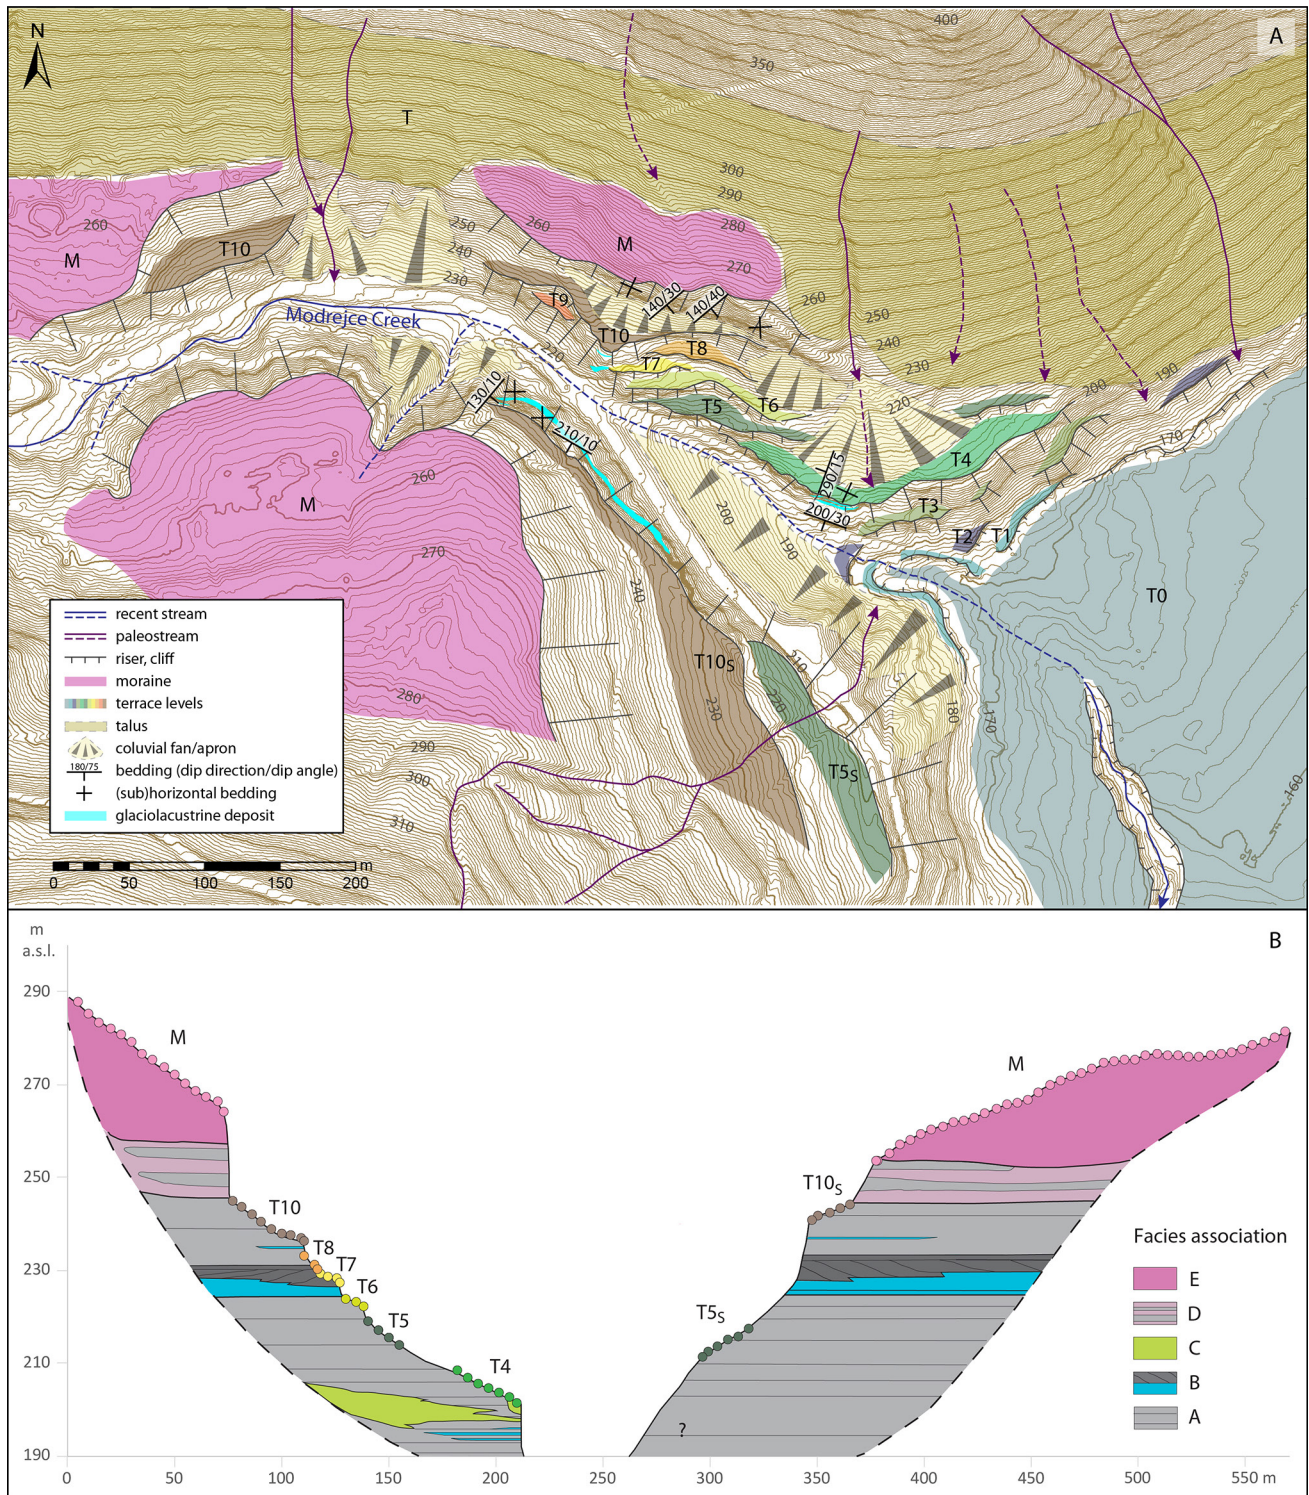 N
A
400
350
T
300
290
280
270
260
250
240
230
260
M
T10
250
240
230
260
M
140/30
140/40
T9
T10
T8
T7
T6
T5
Modrejce Creek
220
130/10
210/10
220
200
190
170
T4
290/15
200/30
T3
T2
T1
T0
M
260
270
280
200
190
240
T10S
230
210
220
T5S
180
170
160
290
300
310
recent stream
paleostream
riser, cliff
moraine
terrace levels
talus
coluvial fan/apron
180/75
bedding (dip direction/dip angle)
(sub)horizontal bedding
glaciolacustrine deposit
0 50 100 150 200 m
B
m
a.s.l.
290
270
250
230
210
190
M
T10
T8
T7
T6
T5
T4
M
T10S
T5S
?
Facies association
E
D
C
B
A
0 50 100 150 200 250 300 350 400 450 500 550 m